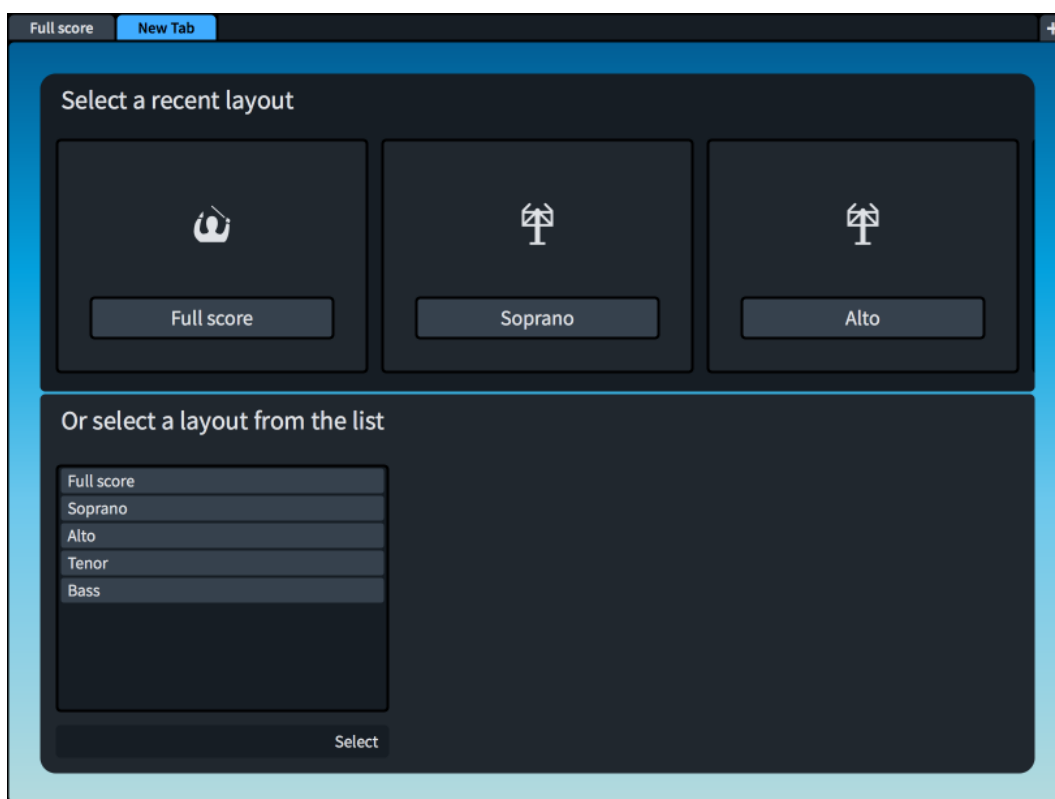 Full score
New Tab
+
Select a recent layout
Full score
Soprano
Alto
Or select a layout from the list
Full score
Soprano
Alto
Tenor
Bass
Select